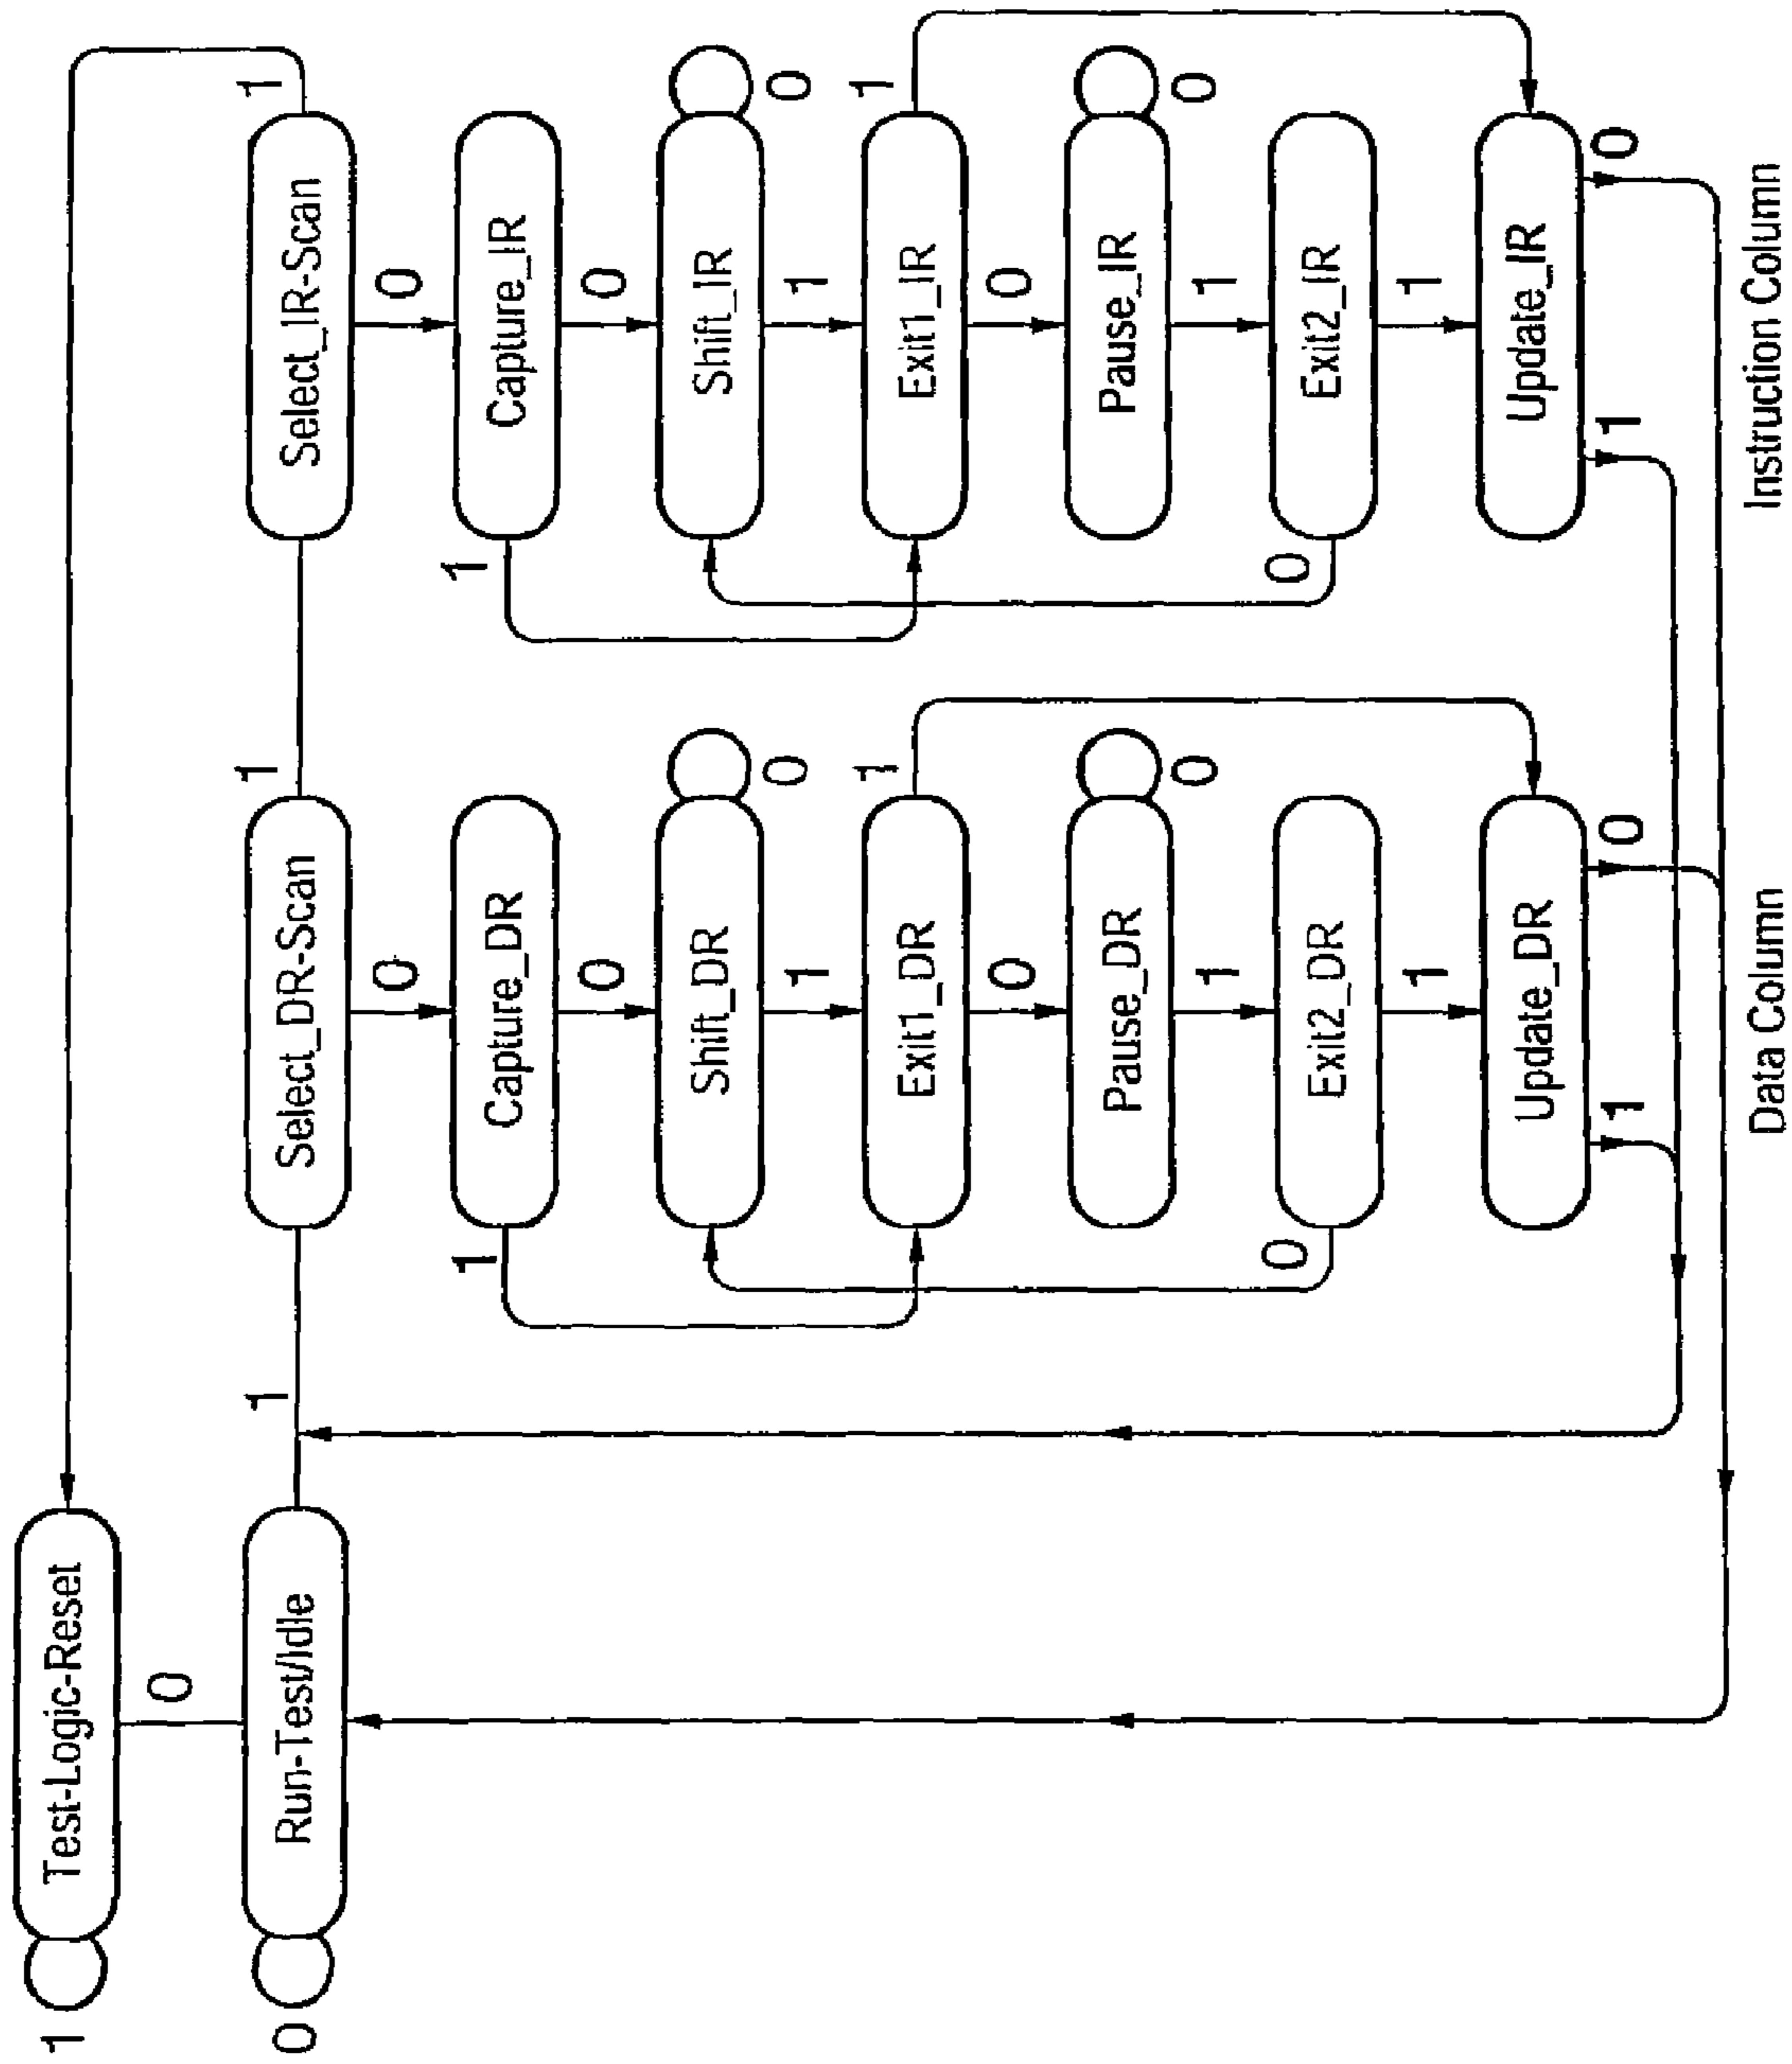 1
Test-Logic-Reset
0
0
Run-Test/Idle
1
Select_DR-Scan
1
Select_IR-Scan
1
0
0
1
Capture_DR
1
Capture_IR
0
0
Shift_DR
0
Shift_IR
0
1
1
Exit1_DR
1
Exit1_IR
1
0
0
Pause_DR
0
Pause_IR
0
1
1
0
Exit2_DR
0
Exit2_IR
1
1
Update_DR
Update_IR
1
0
1
0
Data Column
Instruction Column